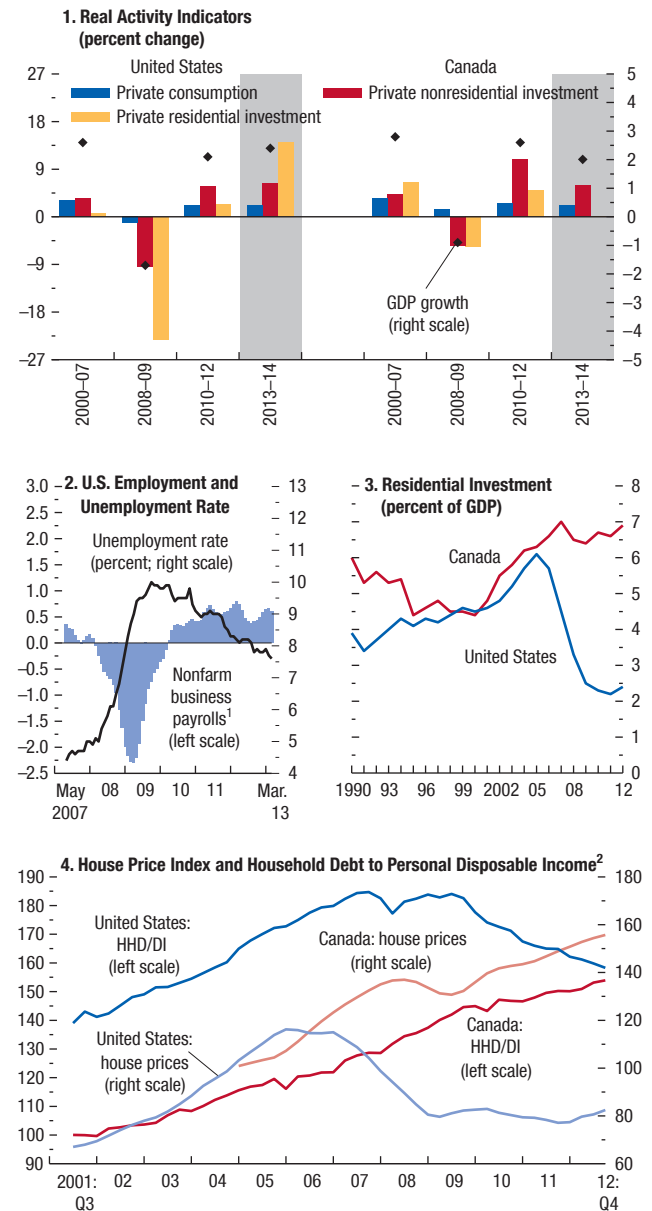 1. Real Activity Indicators
(percent change)
United States
Canada
Private consumption
Private nonresidential investment
Private residential investment
27
18
9
0
–9
–18
–27
5
4
3
2
1
0
–1
–2
–3
–4
–5
GDP growth
(right scale)
2000–07
2008–09
2010–12
2013–14
2000–07
2008–09
2010–12
2013–14
2. U.S. Employment and
Unemployment Rate
3.0
2.5
2.0
1.5
1.0
0.5
0.0
–0.5
–1.0
–1.5
–2.0
–2.5
13
12
11
10
9
8
7
6
5
4
Unemployment rate
(percent; right scale)
Nonfarm
business
payrolls1
(left scale)
May 08 09 10 11 Mar.
2007 13
3. Residential Investment
(percent of GDP)
8
7
6
5
4
3
2
1
0
Canada
United States
1990 93 96 99 2002 05 08 12
4. House Price Index and Household Debt to Personal Disposable Income2
190
180
170
160
150
140
130
120
110
100
90
180
160
140
120
100
80
60
United States:
HHD/DI
(left scale)
Canada: house prices
(right scale)
United States:
house prices
(right scale)
Canada:
HHD/DI
(left scale)
2001: 02 03 04 05 06 07 08 09 10 11 12:
Q3 Q4